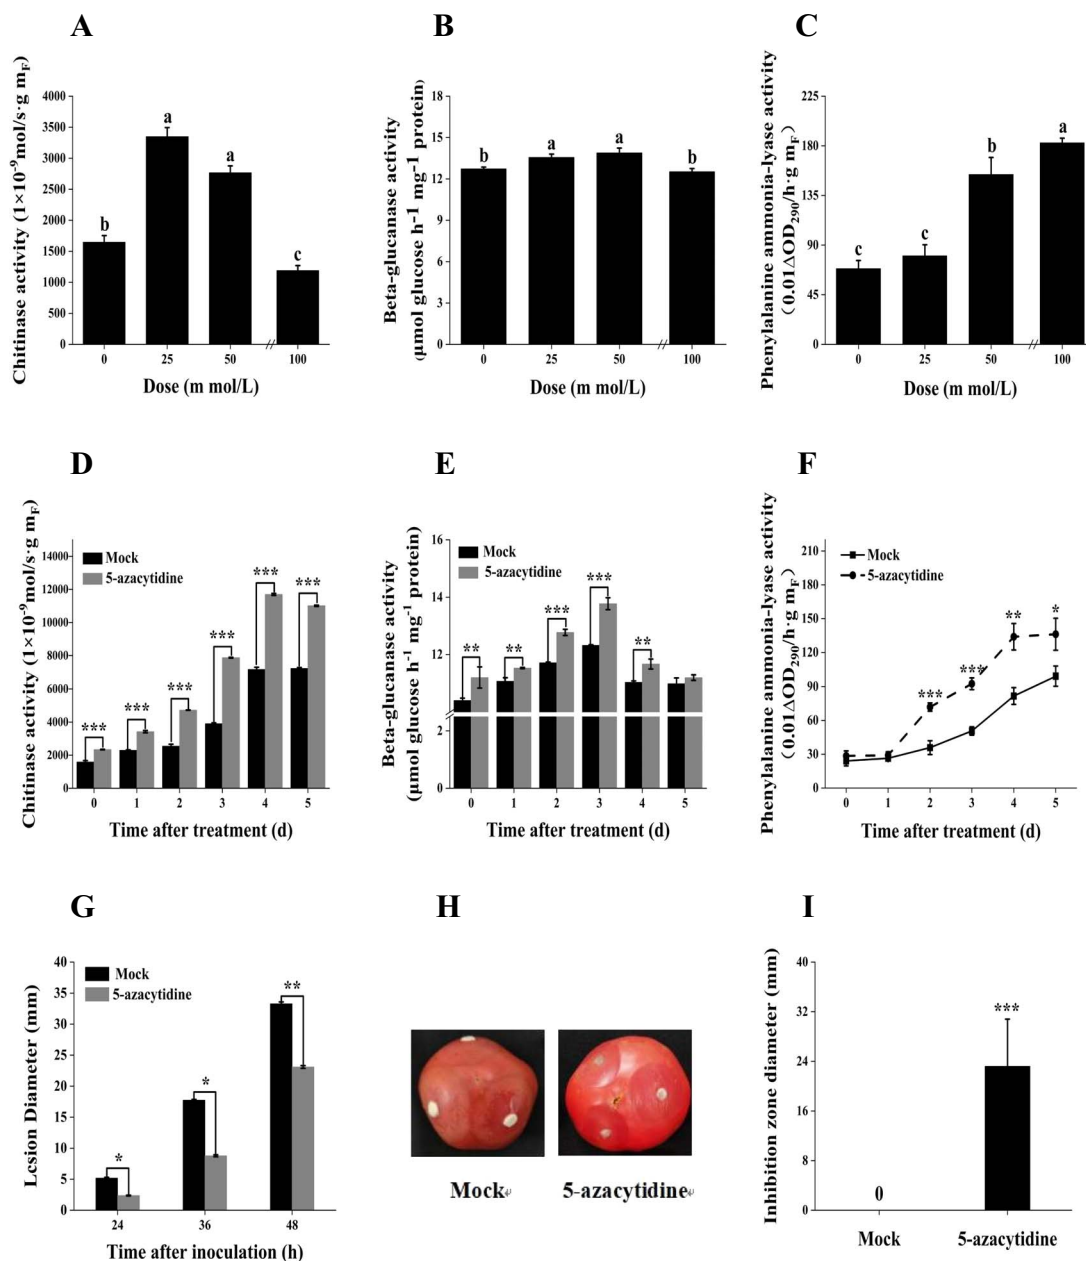 A
Chitinase activity (1×10⁻⁹mol/s·g mF)
4000
3500
3000
2500
2000
1500
1000
500
0
b
a
a
c
0 25 50 100
Dose (m mol/L)
B
Beta-glucanase activity
(μmol glucose h⁻¹ mg⁻¹ protein)
18
15
12
9
6
3
0
b
a
a
b
0 25 50 100
Dose (m mol/L)
C
Phenylalanine ammonia-lyase activity
(0.01ΔOD290/h·g mF)
225
180
135
90
45
0
c
c
b
a
0 25 50 100
Dose (m mol/L)
D
Chitinase activity (1×10⁻⁹mol/s·g mF)
14000
12000
10000
8000
6000
4000
2000
0
Mock
5-azacytidine
***
***
***
***
***
***
0 1 2 3 4 5
Time after treatment (d)
E
Beta-glucanase activity
(μmol glucose h⁻¹ mg⁻¹ protein)
16
14
12
2
0
Mock
5-azacytidine
**
**
***
***
**
0 1 2 3 4 5
Time after treatment (d)
F
Phenylalanine ammonia-lyase activity
(0.01ΔOD290/h·g mF)
210
180
150
120
90
60
30
0
Mock
5-azacytidine
***
***
**
*
0 1 2 3 4 5
Time after treatment (d)
G
Lcsion Diameter (mm)
40
35
30
25
20
15
10
5
0
Mock
5-azacytidine
*
*
**
24 36 48
Time after inoculation (h)
H
Mock
5-azacytidine
I
Inhibition zone diameter (mm)
40
32
24
16
8
0
0
***
Mock 5-azacytidine